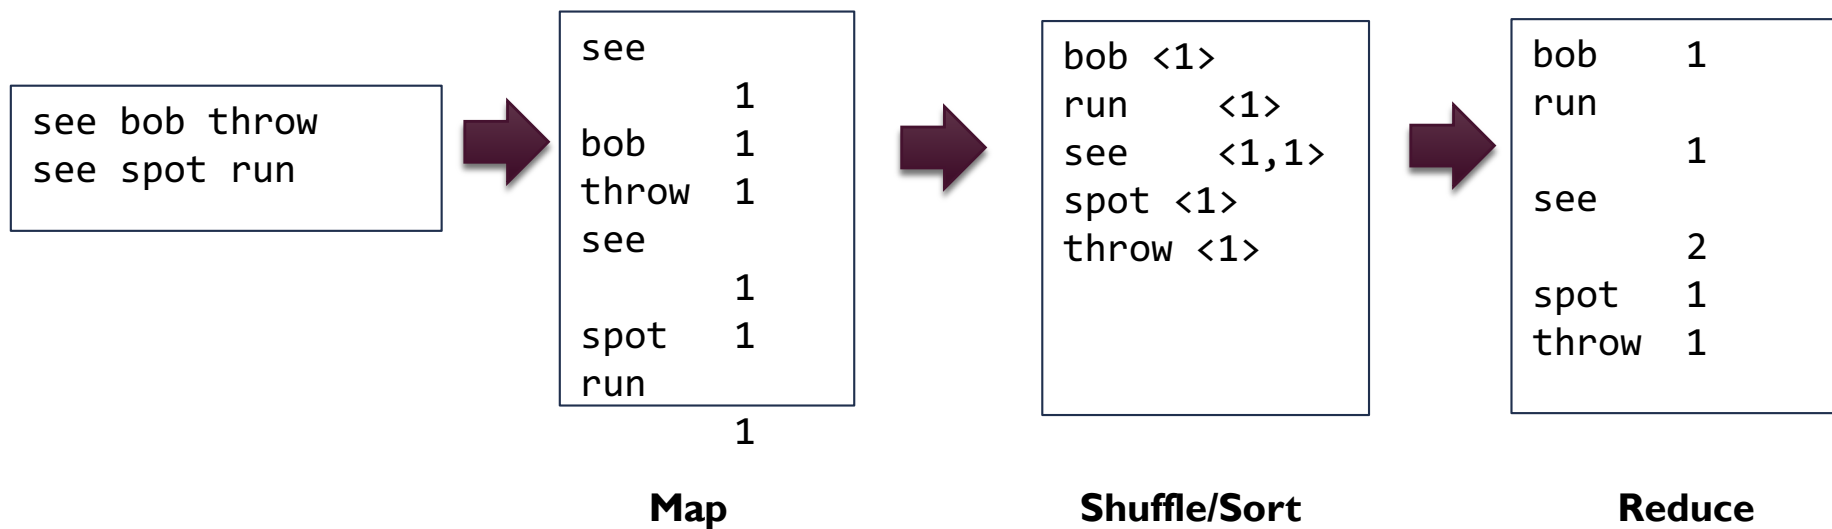 see bob throw
see spot run
see
1
bob 1
throw 1
see
1
spot 1
run
1
Map
bob <1>
run <1>
see <1,1>
spot <1>
throw <1>
Shuffle/Sort
bob 1
run
1
see
2
spot 1
throw 1
Reduce